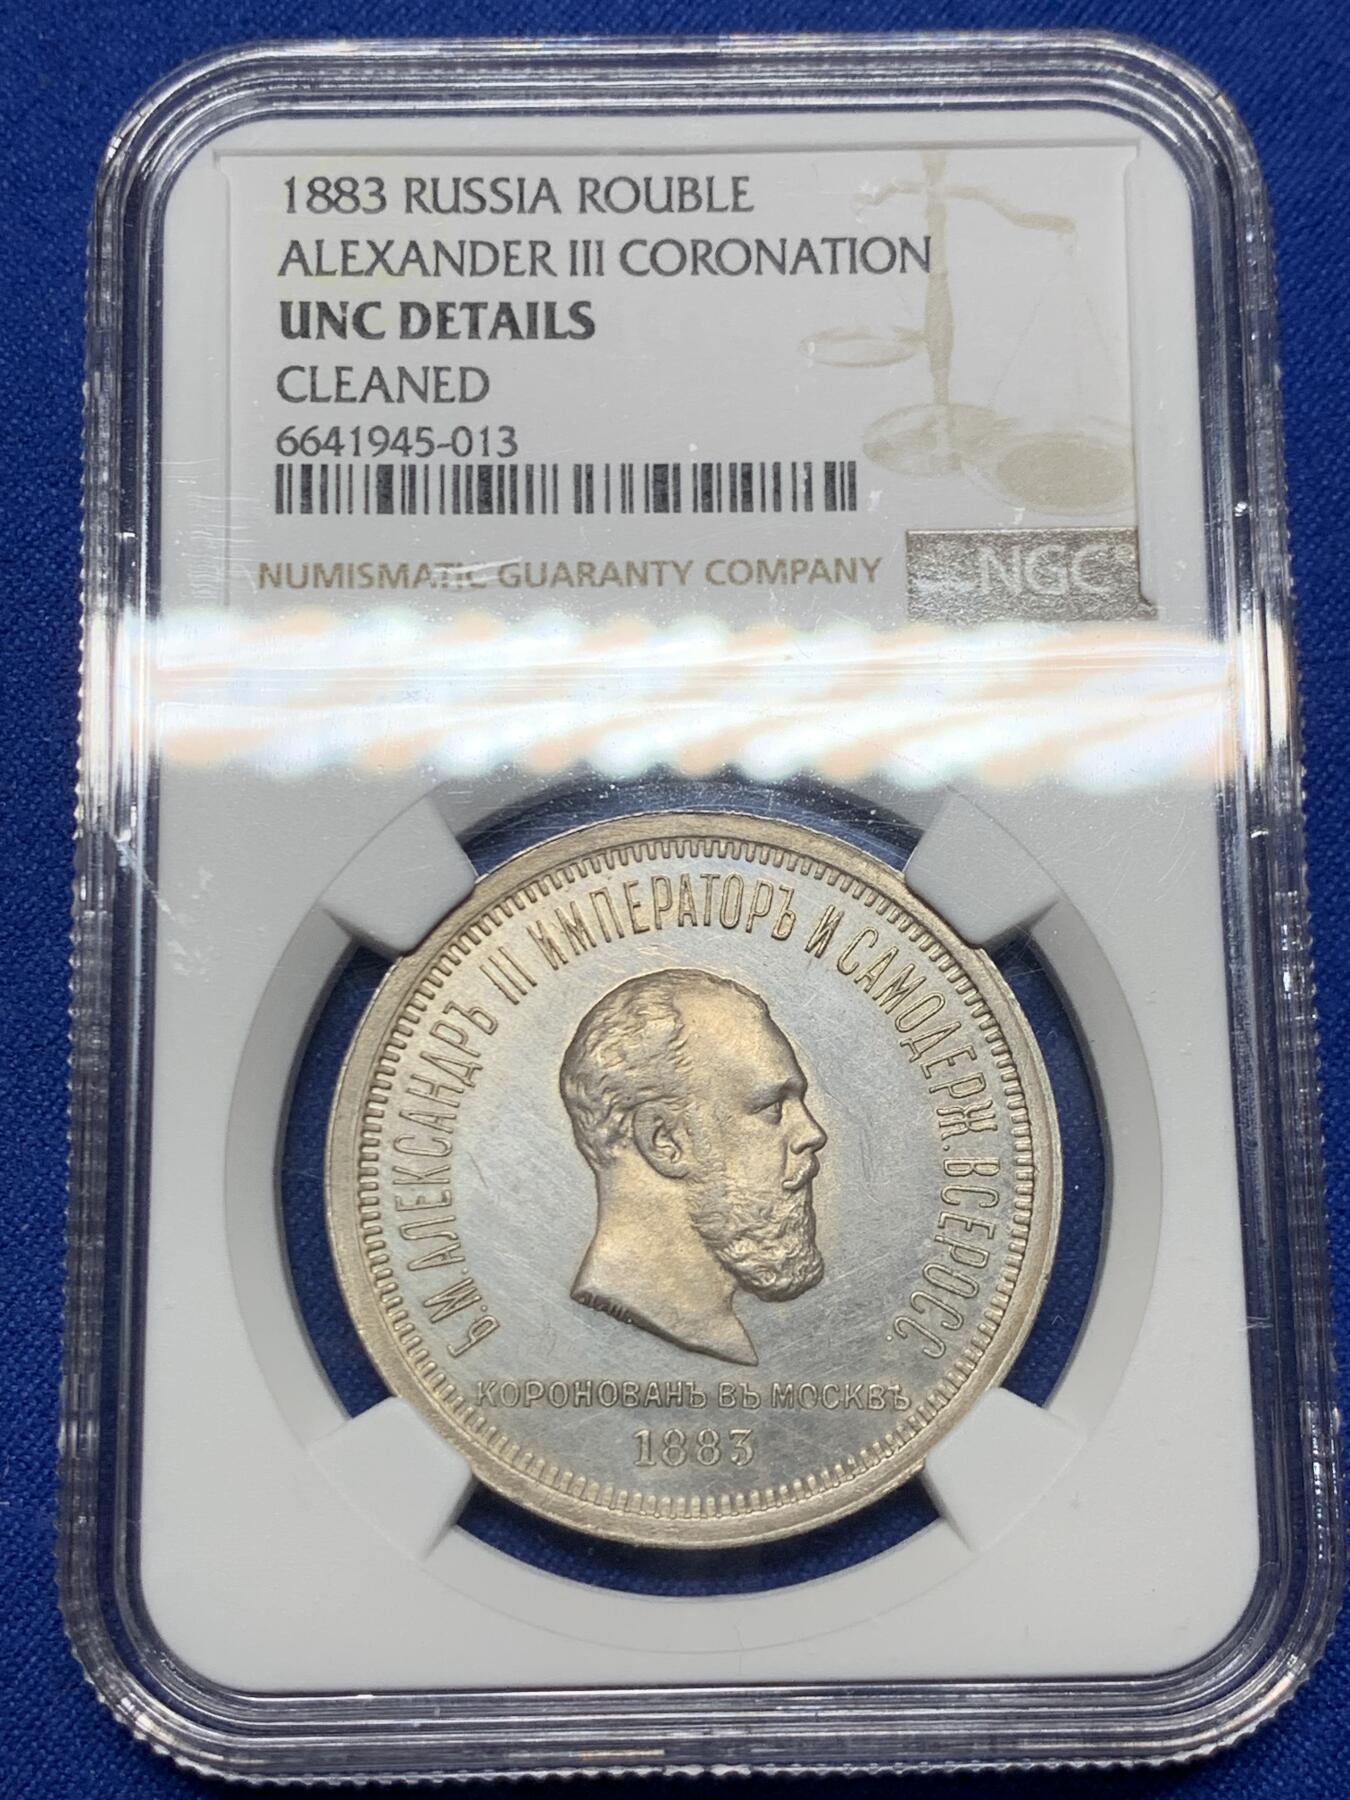 1883 RUSSIA ROUBLE
ALEXANDER III CORONATION
UNC DETAILS
CLEANED
6641945-013
NUMISMATIC GUARANTY COMPANY
NGC®
Б.М.АЛЕКСАНДРЪ III ИМПЕРАТОРЪ И САМОДЕРЖ.ВСЕРОСС.
КОРОНОВАНЪ ВЪ МОСКВѢ
1883